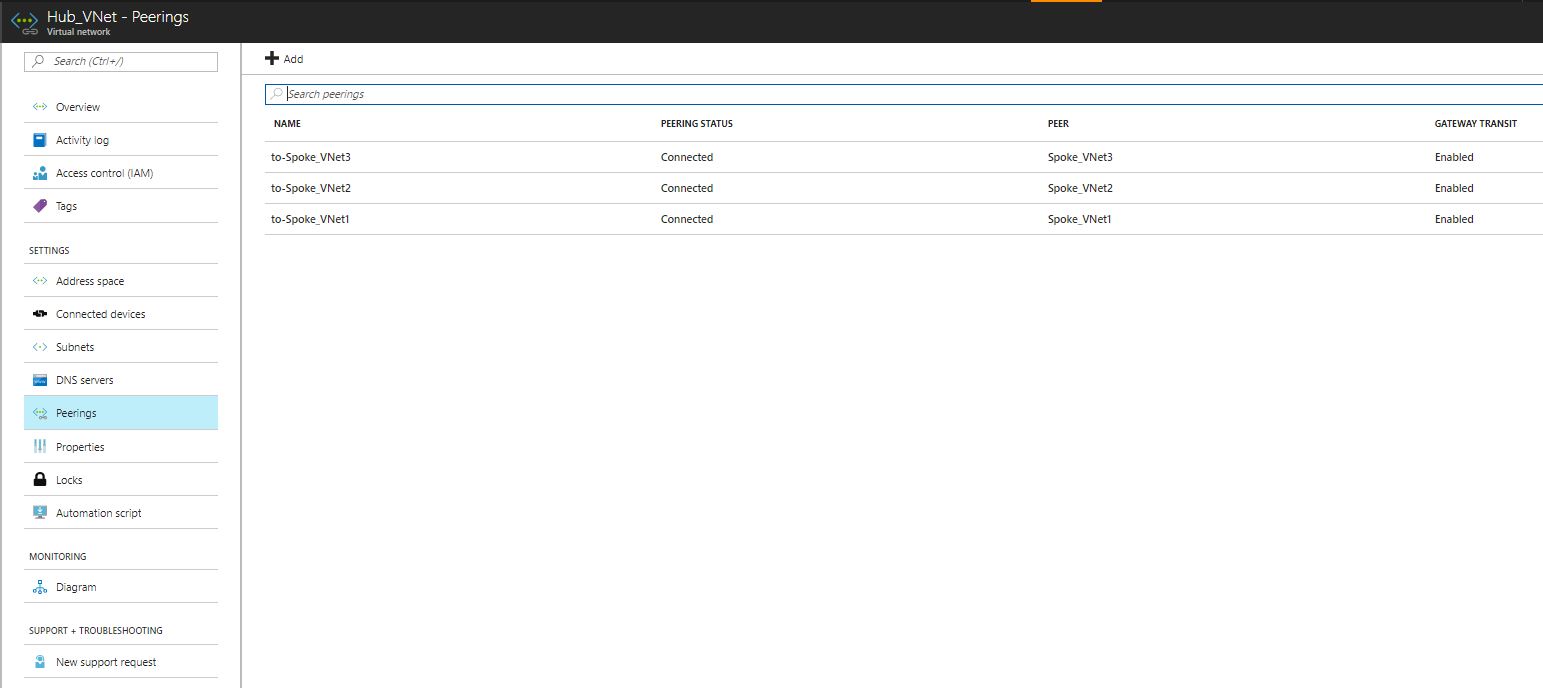 Hub_VNet - Peerings
Virtual network
Search (Ctrl+/)
Overview
Activity log
Access control (IAM)
Tags
SETTINGS
Address space
Connected devices
Subnets
DNS servers
Peerings
Properties
Locks
Automation script
MONITORING
Diagram
SUPPORT + TROUBLESHOOTING
New support request
Add
Search peerings
NAME PEERING STATUS PEER GATEWAY TRANSIT
to-Spoke_VNet3 Connected Spoke_VNet3 Enabled
to-Spoke_VNet2 Connected Spoke_VNet2 Enabled
to-Spoke_VNet1 Connected Spoke_VNet1 Enabled